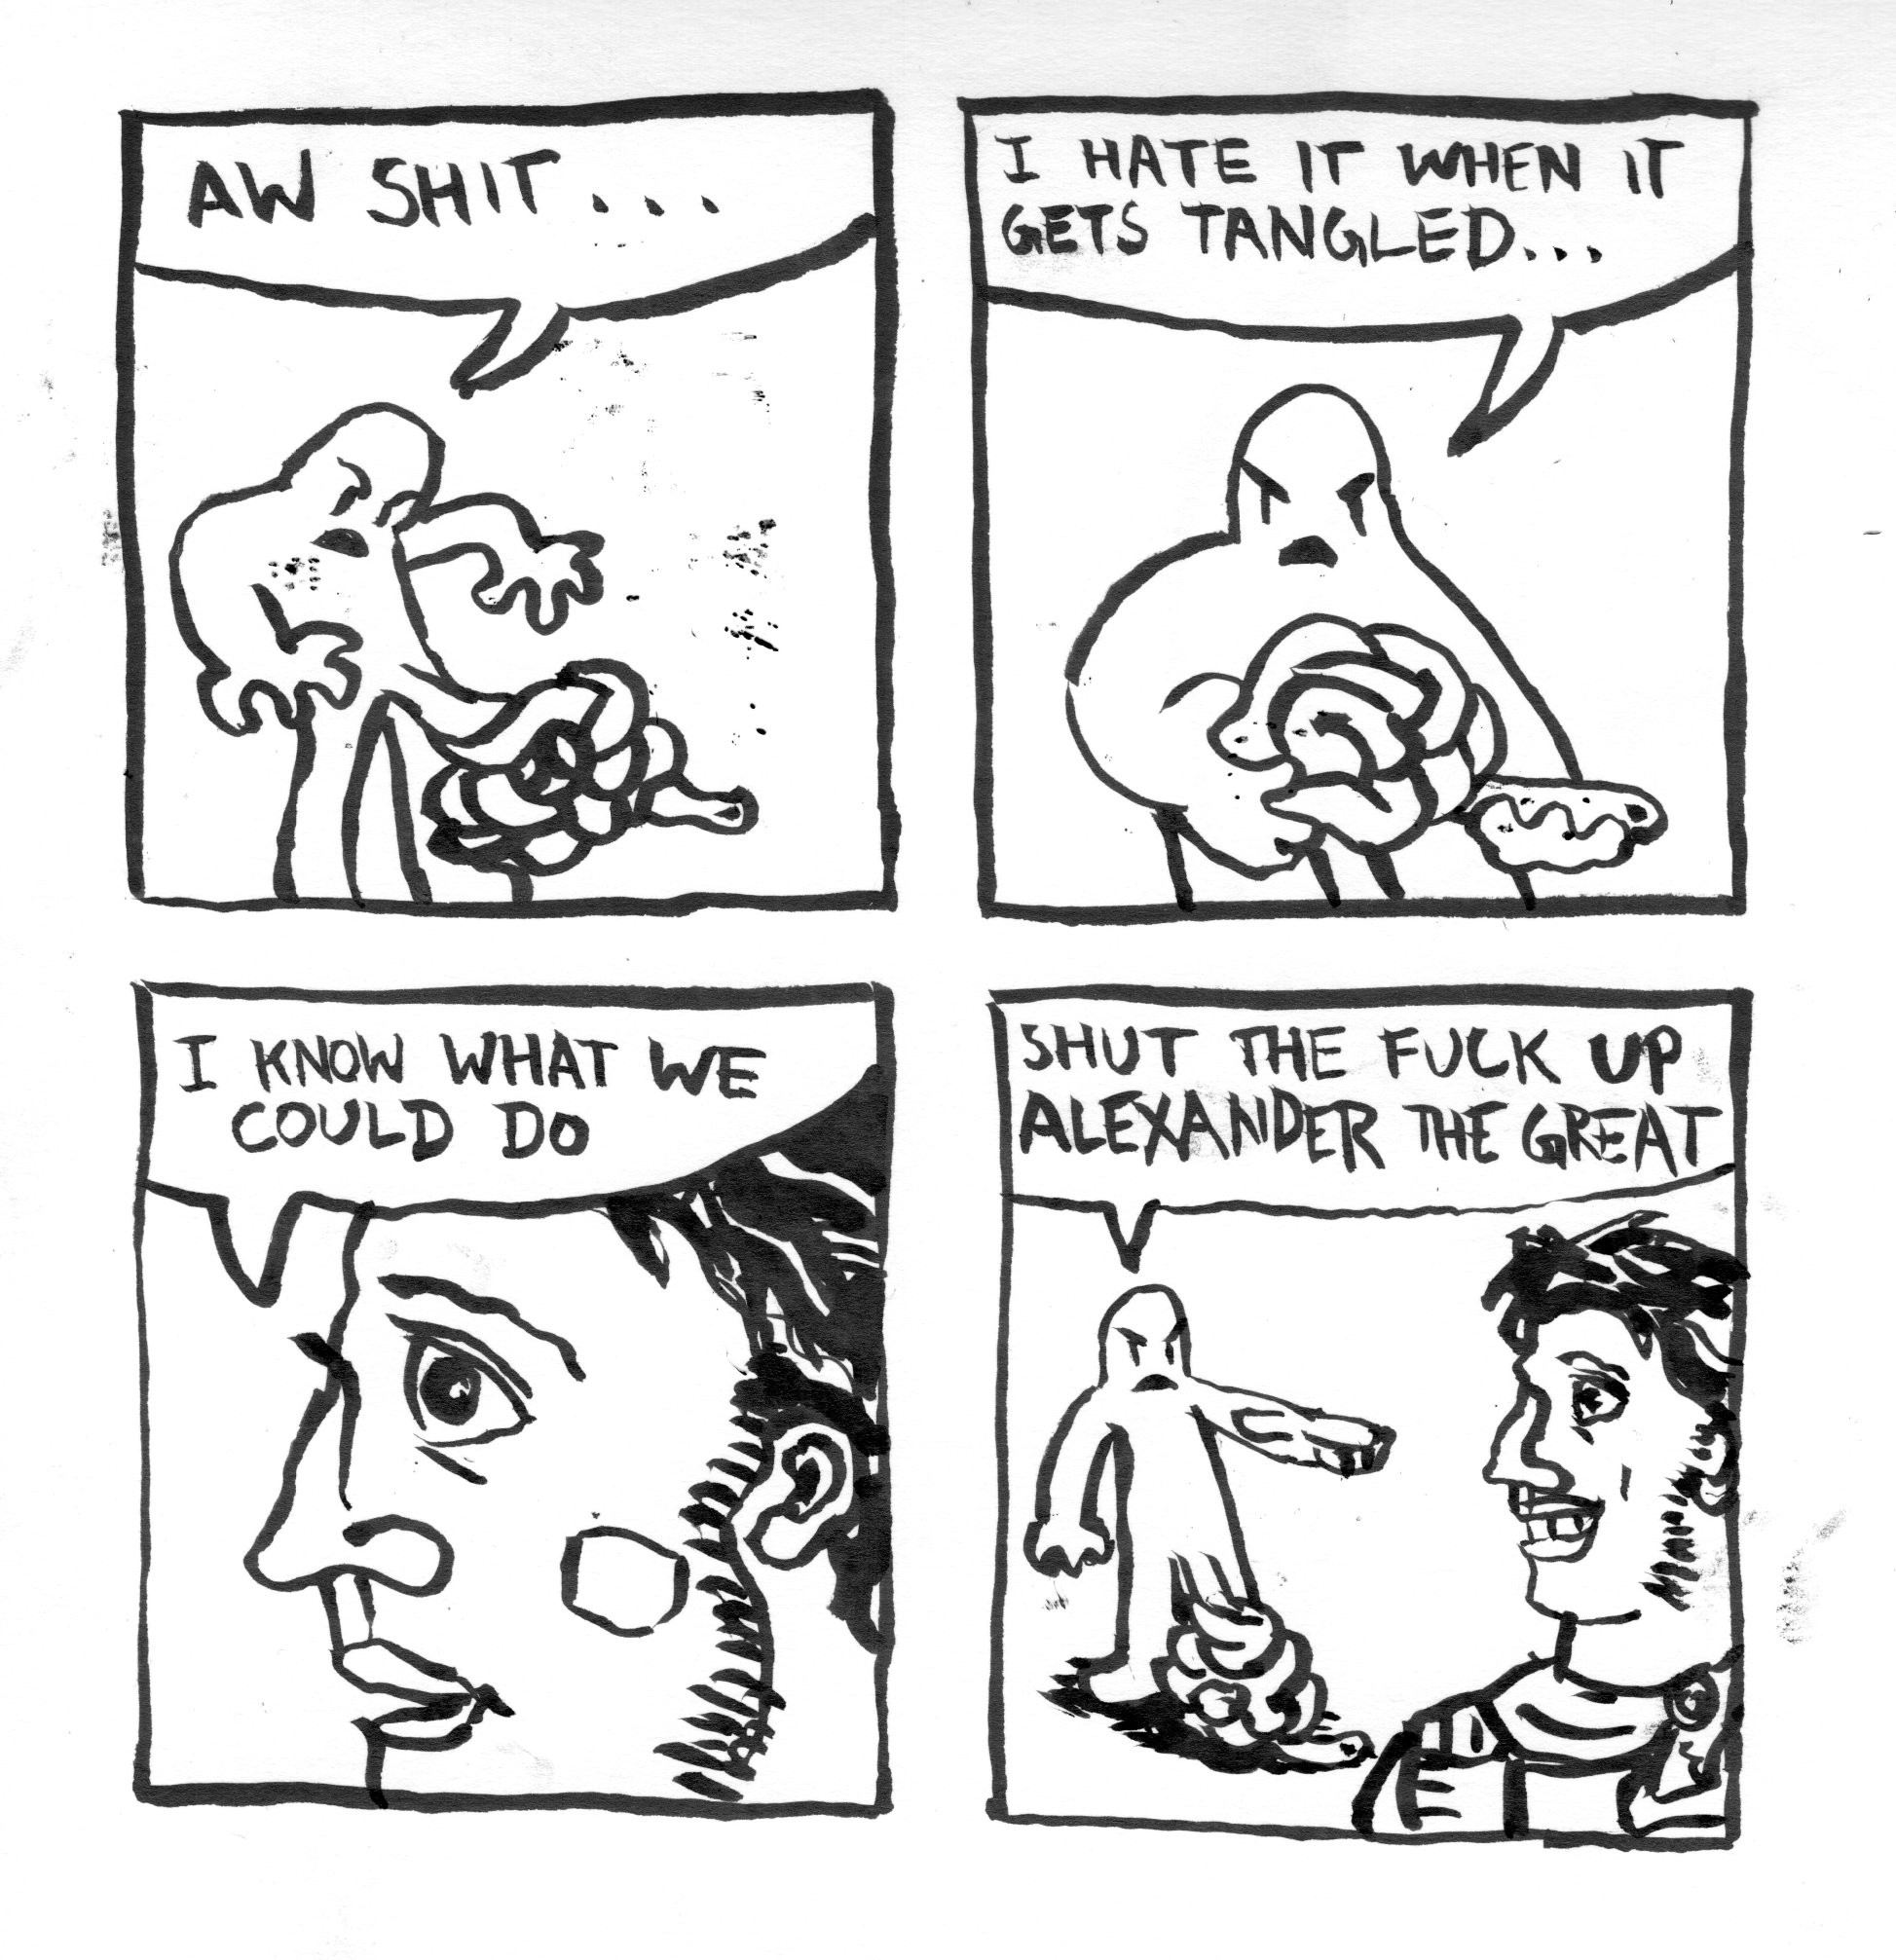 AW SHIT...
I HATE IT WHEN IT
GETS TANGLED...
I KNOW WHAT WE
COULD DO
SHUT THE FUCK UP
ALEXANDER THE GREAT